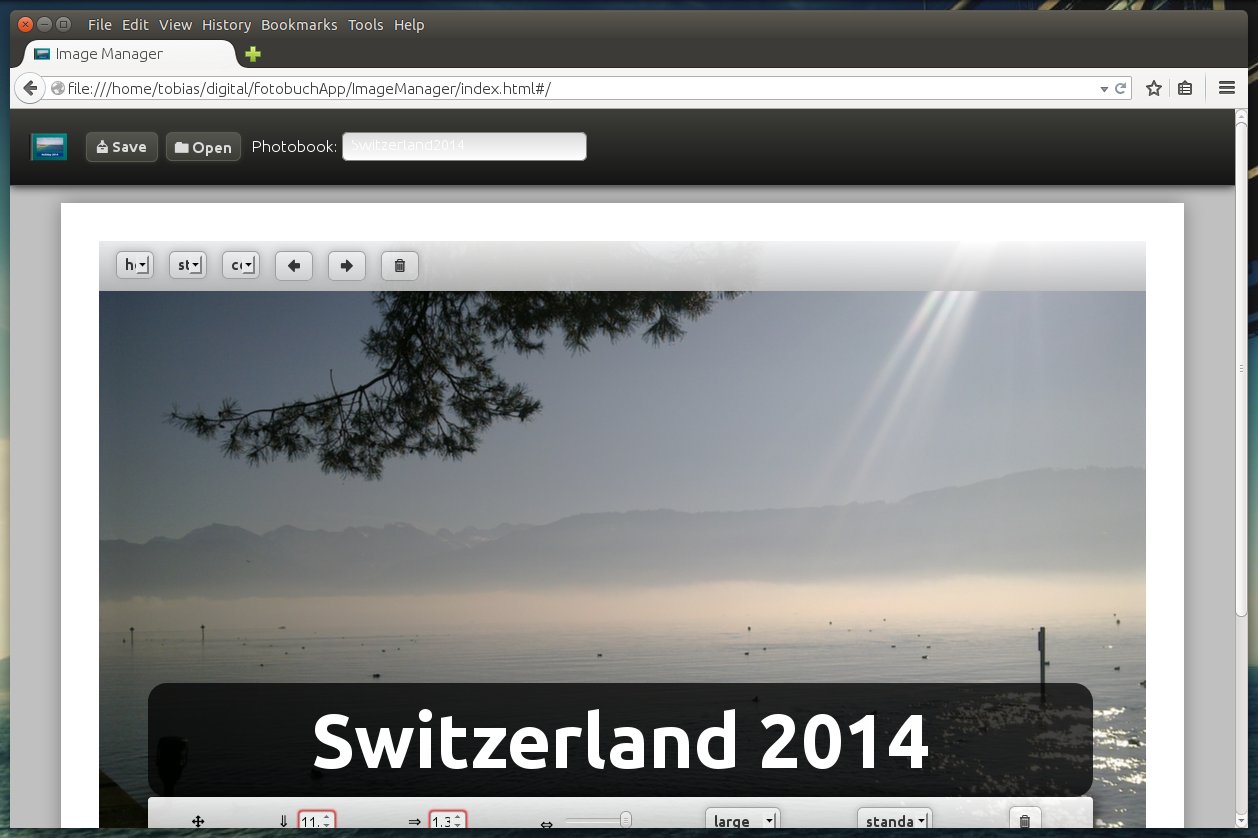 File Edit View History Bookmarks Tools Help
Image Manager
file:///home/tobias/digital/fotobuchApp/ImageManager/index.html#/
Save Open Photobook: Switzerland2014
Switzerland 2014
11. 1.3 large standa